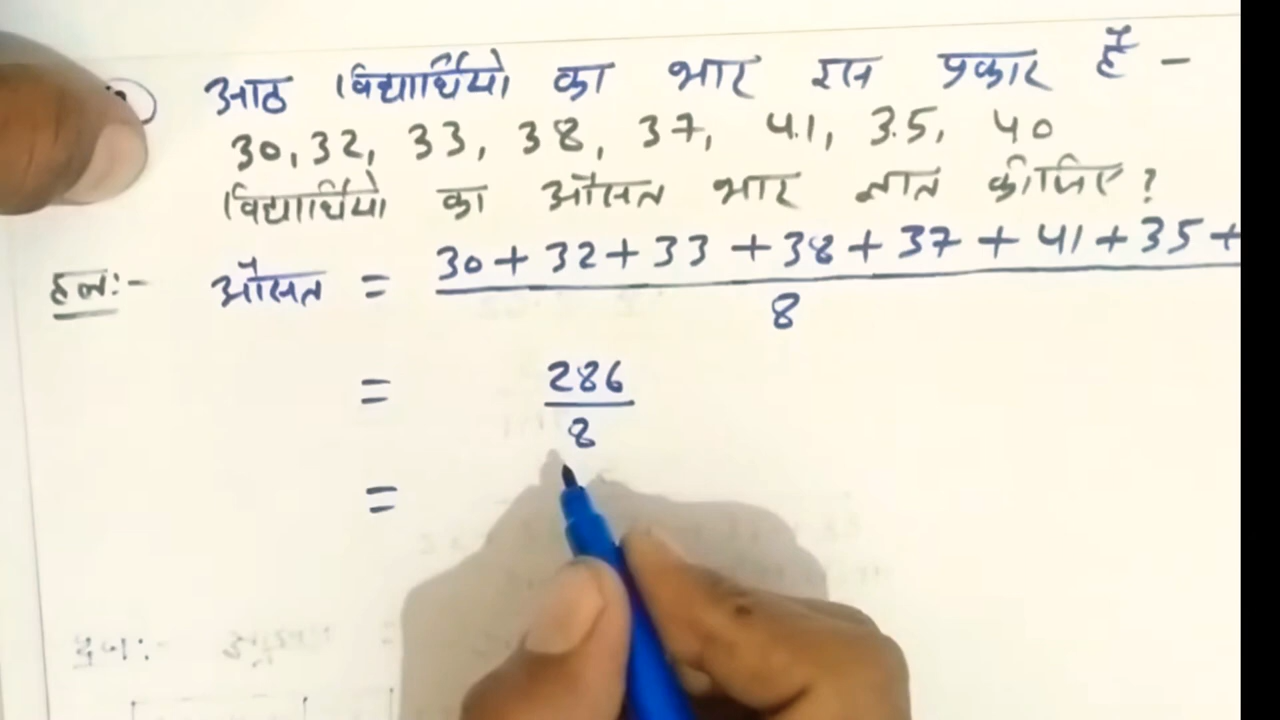 आठ विद्यार्थियो का भार इस प्रकार हैं -
30, 32, 33, 38, 37, 41, 35, 40
विद्यार्थियो का औसत भार ज्ञात कीजिए?
हल:- औसत = 30 + 32 + 33 + 38 + 37 + 41 + 35 +
8
= 286
8
=